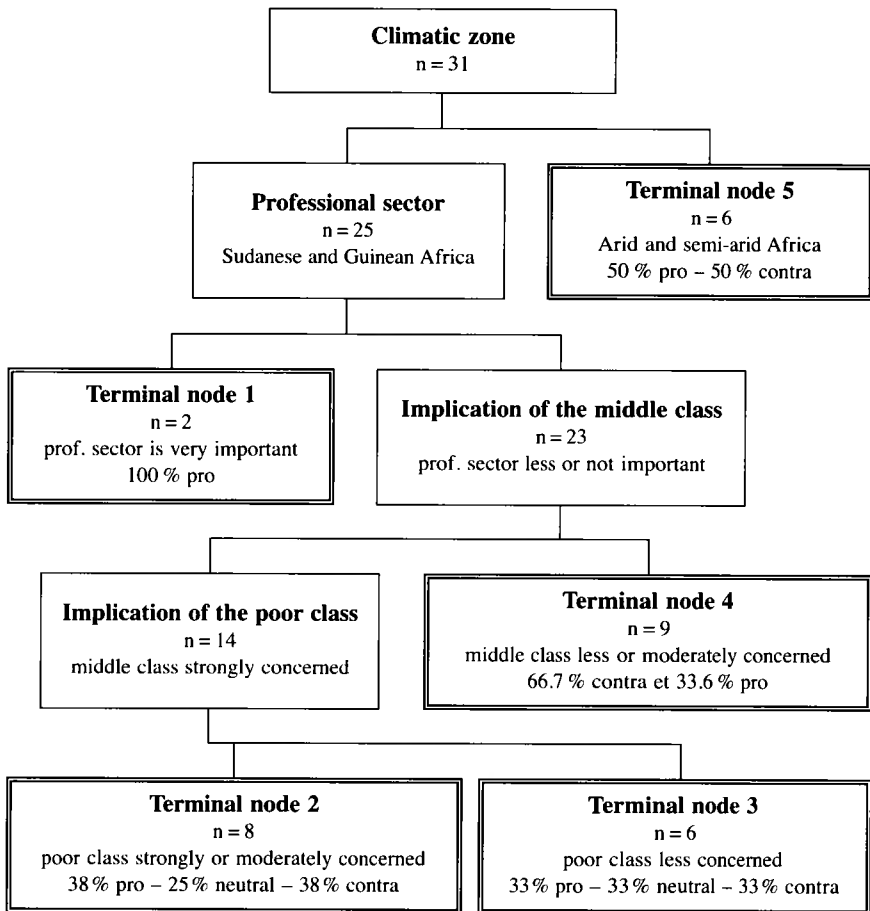 Climatic zone
n = 31
Professional sector
n = 25
Sudanese and Guinean Africa
Terminal node 5
n = 6
Arid and semi-arid Africa
50 % pro – 50 % contra
Terminal node 1
n = 2
prof. sector is very important
100 % pro
Implication of the middle class
n = 23
prof. sector less or not important
Implication of the poor class
n = 14
middle class strongly concerned
Terminal node 4
n = 9
middle class less or moderately concerned
66.7 % contra et 33.6 % pro
Terminal node 2
n = 8
poor class strongly or moderately concerned
38 % pro – 25 % neutral – 38 % contra
Terminal node 3
n = 6
poor class less concerned
33 % pro – 33 % neutral – 33 % contra